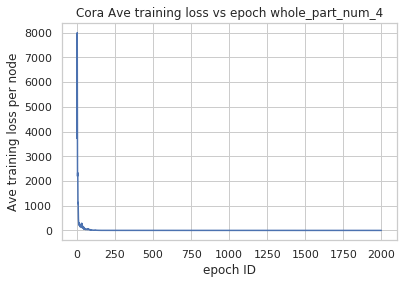 Cora Ave training loss vs epoch whole_part_num_4
Ave training loss per node
8000
7000
6000
5000
4000
3000
2000
1000
0
0 250 500 750 1000 1250 1500 1750 2000
epoch ID